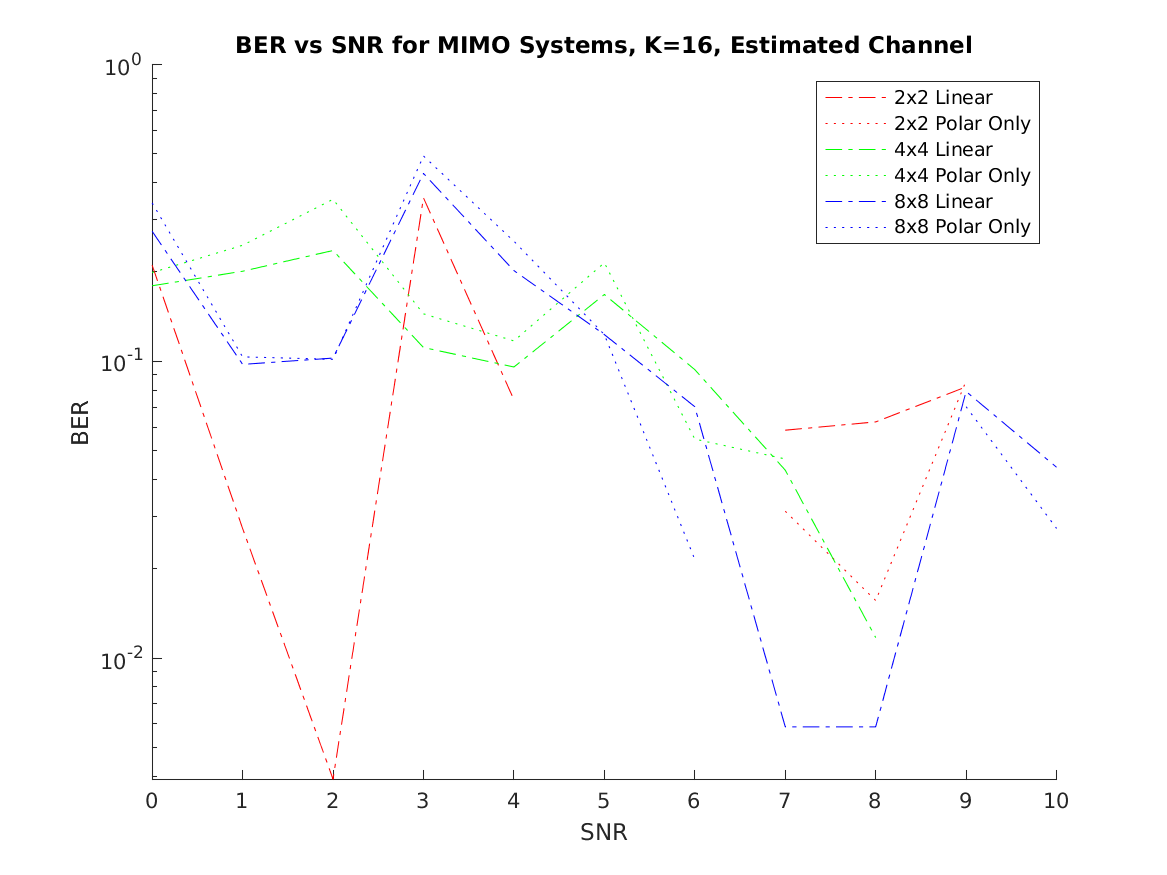 BER vs SNR for MIMO Systems, K=16, Estimated Channel
10^0
10^-1
10^-2
BER
2x2 Linear
2x2 Polar Only
4x4 Linear
4x4 Polar Only
8x8 Linear
8x8 Polar Only
0 1 2 3 4 5 6 7 8 9 10
SNR